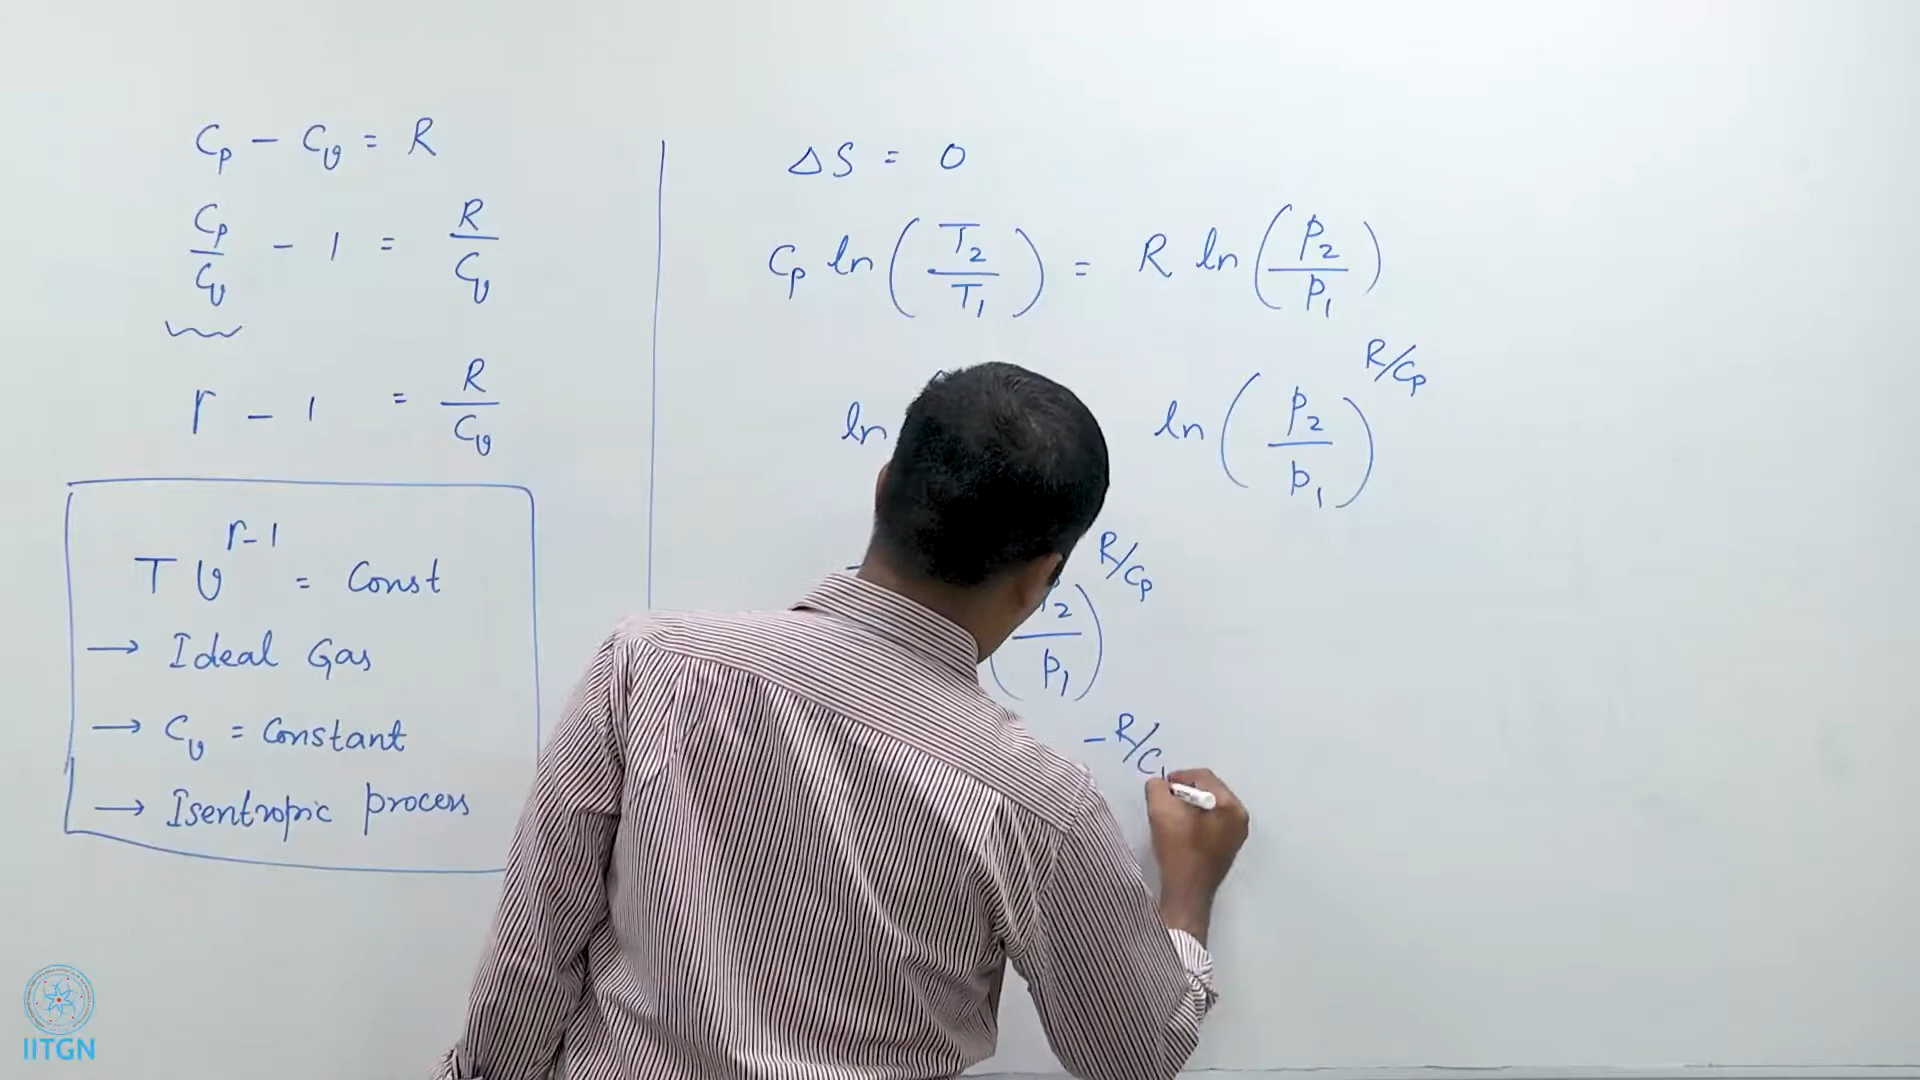 Cp - Cv = R
Cp/Cv - 1 = R/Cv
r - 1 = R/Cv
T v^(r-1) = Const
→ Ideal Gas
→ Cv = Constant
→ Isentropic process
ΔS = 0
Cp ln(T2/T1) = R ln(p2/p1)
ln ln(p2/p1)^(R/Cp)
(p2/p1)^(R/Cp)
-R/C
IITGN